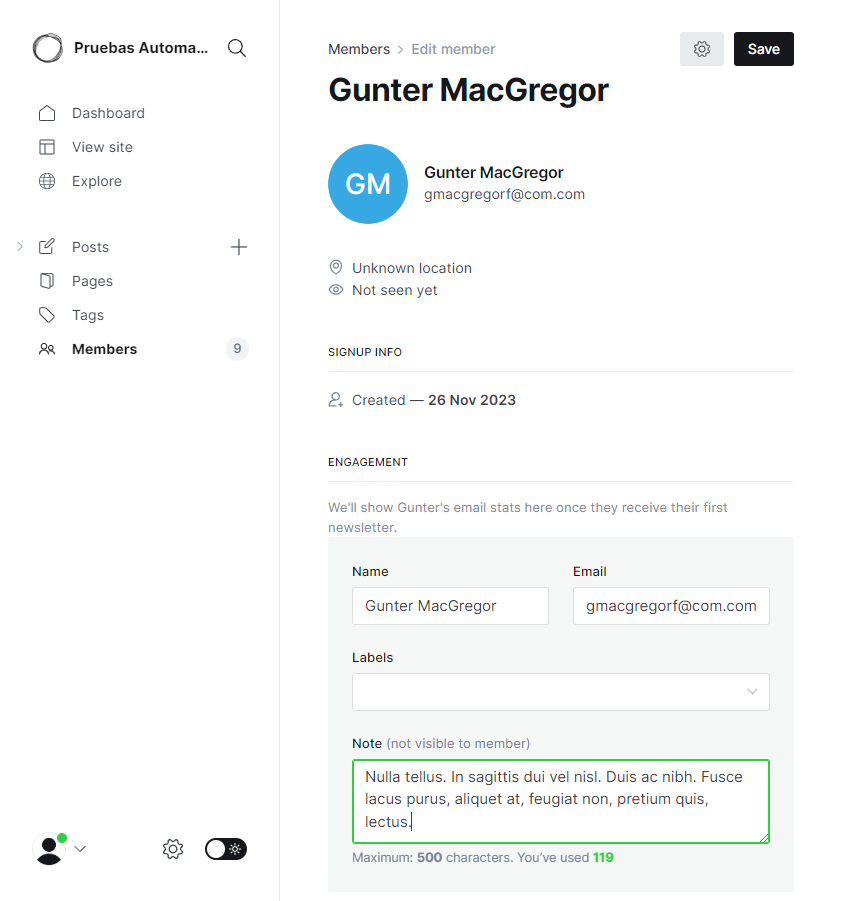 Pruebas Automa...
Dashboard
View site
Explore
Posts
Pages
Tags
Members
9
Members > Edit member
Save
Gunter MacGregor
GM
Gunter MacGregor
gmacgregorf@com.com
Unknown location
Not seen yet
SIGNUP INFO
Created — 26 Nov 2023
ENGAGEMENT
We'll show Gunter's email stats here once they receive their first
newsletter.
Name
Email
Gunter MacGregor
gmacgregorf@com.com
Labels
Note (not visible to member)
Nulla tellus. In sagittis dui vel nisl. Duis ac nibh. Fusce
lacus purus, aliquet at, feugiat non, pretium quis,
lectus.
Maximum: 500 characters. You've used 119